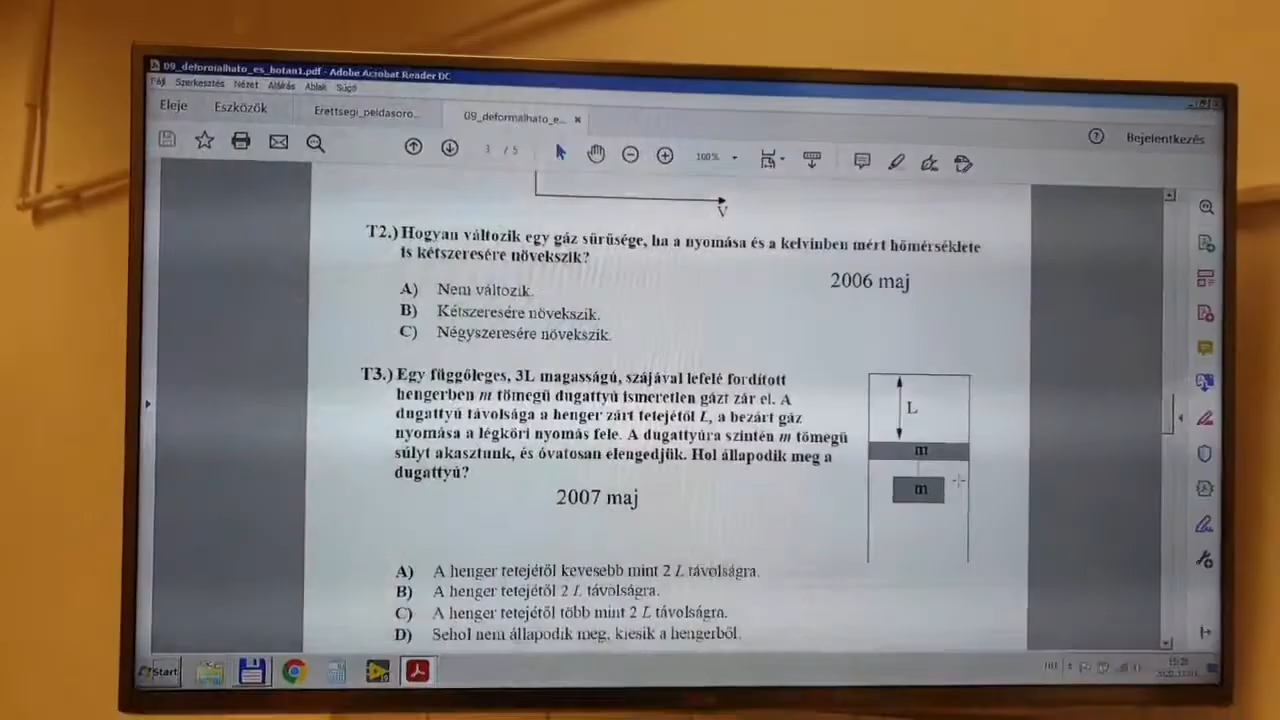 09_deformalhato_es_hotan1.pdf - Adobe Acrobat Reader DC
Fájl Szerkesztés Nézet Aláírás Ablak Súgó
Eleje Eszközök Erettsegi_peldasoro... 09_deformalhato_e... ×
3 / 5 100% Bejelentkezés
V
T2.) Hogyan változik egy gáz sűrűsége, ha a nyomása és a kelvinben mért hőmérséklete
is kétszeresére növekszik?
2006 maj
A) Nem változik.
B) Kétszeresére növekszik.
C) Négyszeresére növekszik.
T3.) Egy függőleges, 3L magasságú, szájával lefelé fordított
hengerben m tömegű dugattyú ismeretlen gázt zár el. A
dugattyú távolsága a henger zárt tetejétől L, a bezárt gáz
nyomása a légköri nyomás fele. A dugattyúra szintén m tömegű
súlyt akasztunk, és óvatosan elengedjük. Hol állapodik meg a
dugattyú?
2007 maj
L
m
m
A) A henger tetejétől kevesebb mint 2 L távolságra.
B) A henger tetejétől 2 L távolságra.
C) A henger tetejétől több mint 2 L távolságra.
D) Sehol nem állapodik meg, kiesik a hengerből.
Start
HU